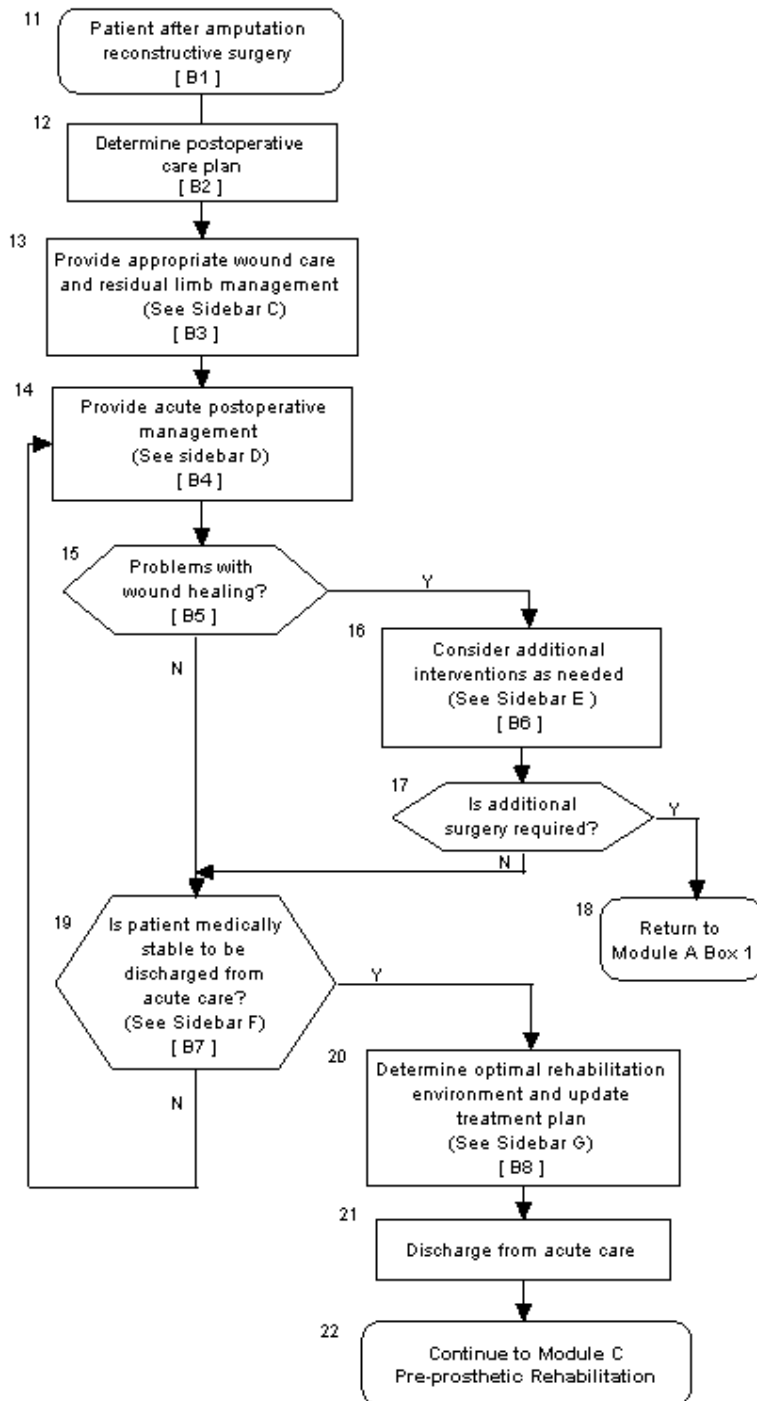 11
Patient after amputation
reconstructive surgery
[ B1 ]
12
Determine postoperative
care plan
[ B2 ]
13
Provide appropriate wound care
and residual limb management
(See Sidebar C)
[ B3 ]
14
Provide acute postoperative
management
(See sidebar D)
[ B4 ]
15
Problems with
wound healing?
[ B5 ]
Y
N
16
Consider additional
interventions as needed
(See Sidebar E )
[ B6 ]
17
Is additional
surgery required?
Y
N
18
Return to
Module A Box 1
19
Is patient medically
stable to be
discharged from
acute care?
(See Sidebar F)
[ B7 ]
Y
N
20
Determine optimal rehabilitation
environment and update
treatment plan
(See Sidebar G)
[ B8 ]
21
Discharge from acute care
22
Continue to Module C
Pre-prosthetic Rehabilitation